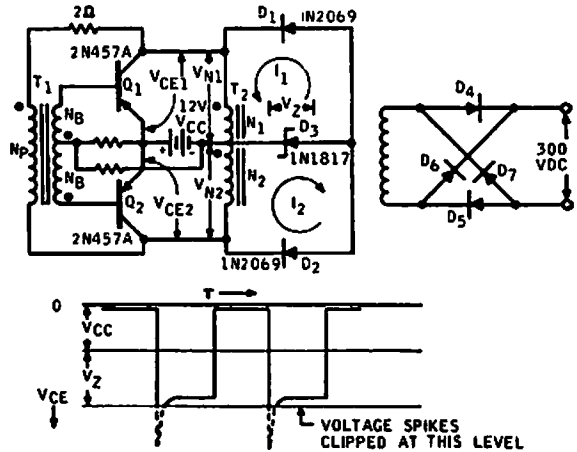 2Ω
D1
1N2069
2N457A
T1
Q1
VCE1
VN1
T2
I1
VZ
NB
12V
VCC
N1
D3
1N1817
NP
NB
+
-
N2
VN2
I2
Q2
VCE2
2N457A
1N2069
D2
D4
D6
D7
D5
300
VDC
0
T
VCC
VZ
VCE
VOLTAGE SPIKES
CLIPPED AT THIS LEVEL